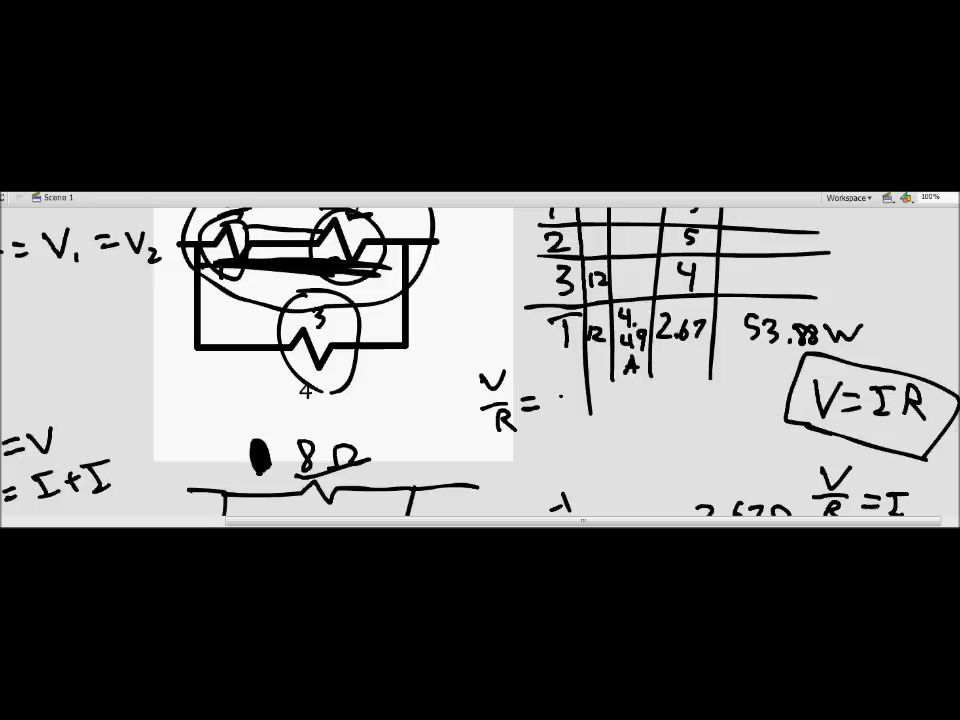 Scene 1
Workspace
100%
= V₁ = V₂
2 5
3 12 4
T 12 4.49 A 2.67 53.88 W
3
4
V/R =
V = IR
= V
= I + I
8 Ω
V/R = I